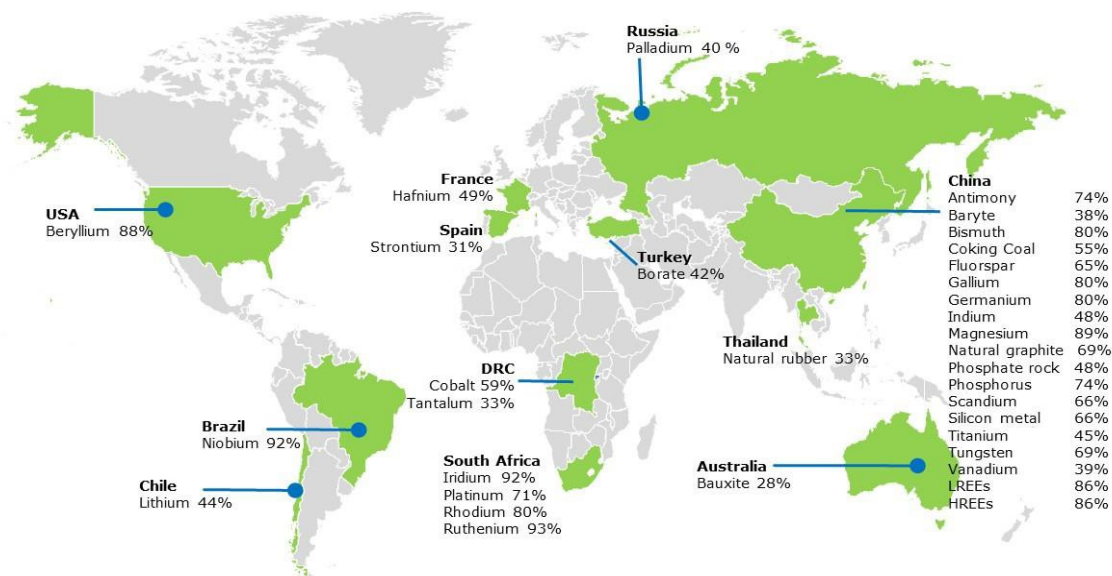 Russia
Palladium 40 %
France
Hafnium 49%
Spain
Strontium 31%
USA
Beryllium 88%
Turkey
Borate 42%
China
Antimony 74%
Baryte 38%
Bismuth 80%
Coking Coal 55%
Fluorspar 65%
Gallium 80%
Germanium 80%
Indium 48%
Magnesium 89%
Natural graphite 69%
Phosphate rock 48%
Phosphorus 74%
Scandium 66%
Silicon metal 66%
Titanium 45%
Tungsten 69%
Vanadium 39%
LREEs 86%
HREEs 86%
Thailand
Natural rubber 33%
DRC
Cobalt 59%
Tantalum 33%
Brazil
Niobium 92%
South Africa
Iridium 92%
Platinum 71%
Rhodium 80%
Ruthenium 93%
Australia
Bauxite 28%
Chile
Lithium 44%